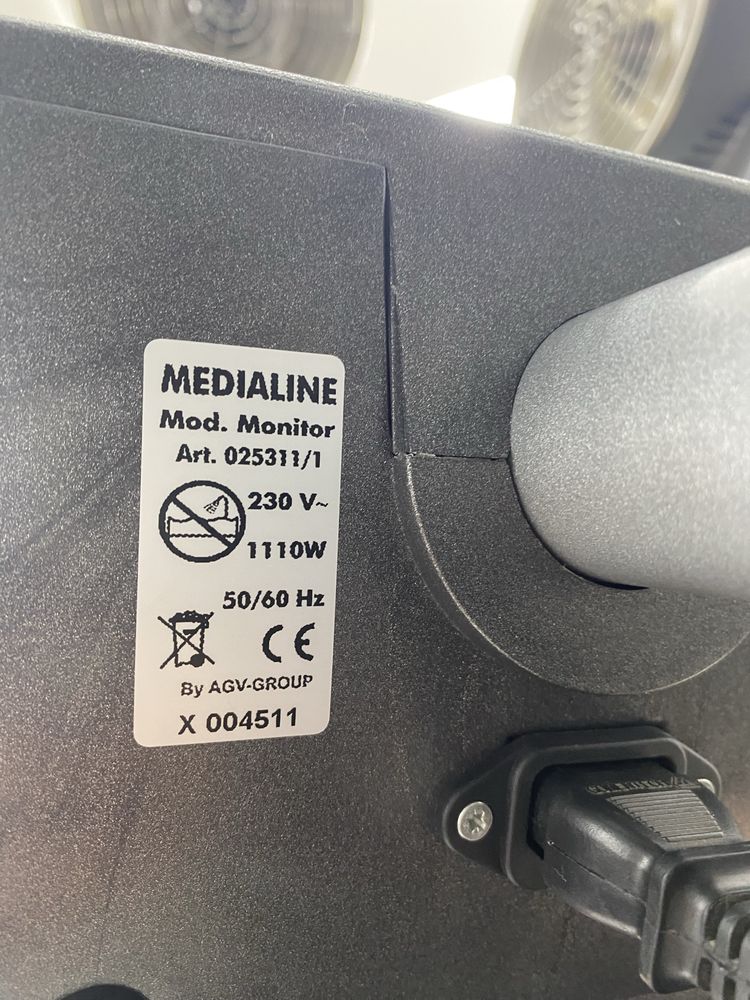 MEDIALINE
Mod. Monitor
Art. 025311/1
230 V~
1110W
50/60 Hz
CE
By AGV-GROUP
X 004511